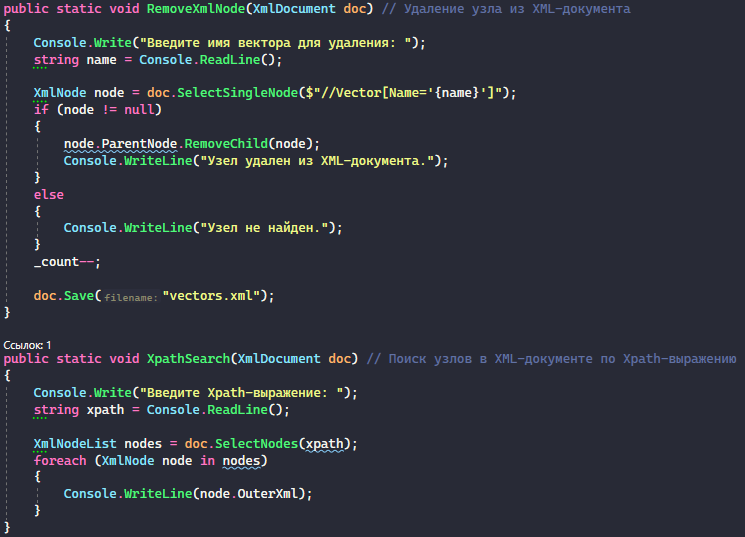 public static void RemoveXmlNode(XmlDocument doc) // Удаление узла из XML-документа
{
    Console.Write("Введите имя вектора для удаления: ");
    string name = Console.ReadLine();

    XmlNode node = doc.SelectSingleNode($"//Vector[Name='{name}']");
    if (node != null)
    {
        node.ParentNode.RemoveChild(node);
        Console.WriteLine("Узел удален из XML-документа.");
    }
    else
    {
        Console.WriteLine("Узел не найден.");
    }
    _count--;

    doc.Save(filename: "vectors.xml");
}

Ссылок: 1
public static void XpathSearch(XmlDocument doc) // Поиск узлов в XML-документе по Xpath-выражению
{
    Console.Write("Введите Xpath-выражение: ");
    string xpath = Console.ReadLine();

    XmlNodeList nodes = doc.SelectNodes(xpath);
    foreach (XmlNode node in nodes)
    {
        Console.WriteLine(node.OuterXml);
    }
}